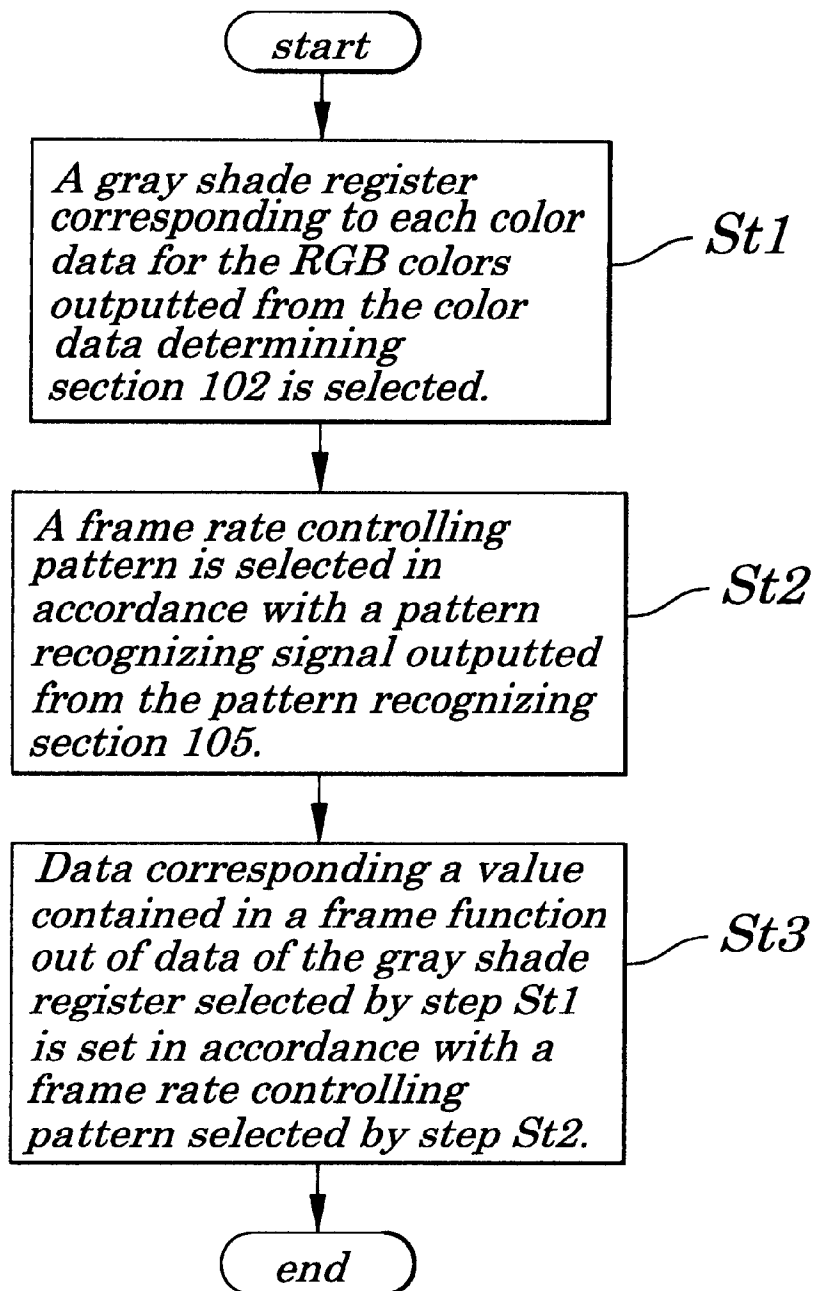 start
A gray shade register
corresponding to each color
data for the RGB colors
outputted from the color
data determining
section 102 is selected.
St1
A frame rate controlling
pattern is selected in
accordance with a pattern
recognizing signal outputted
from the pattern recognizing
section 105.
St2
Data corresponding a value
contained in a frame function
out of data of the gray shade
register selected by step St1
is set in accordance with a
frame rate controlling
pattern selected by step St2.
St3
end